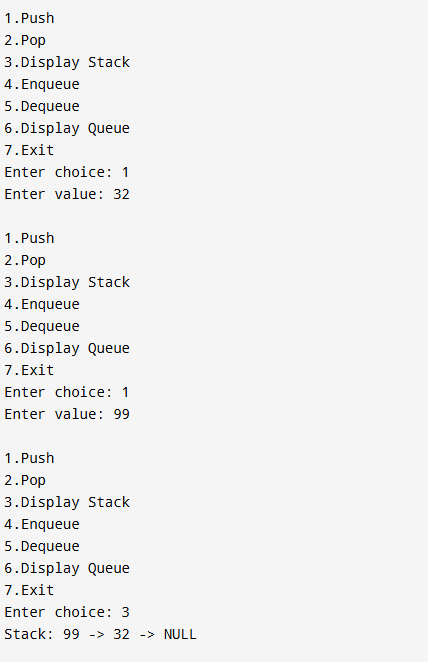 1.Push
2.Pop
3.Display Stack
4.Enqueue
5.Dequeue
6.Display Queue
7.Exit
Enter choice: 1
Enter value: 32

1.Push
2.Pop
3.Display Stack
4.Enqueue
5.Dequeue
6.Display Queue
7.Exit
Enter choice: 1
Enter value: 99

1.Push
2.Pop
3.Display Stack
4.Enqueue
5.Dequeue
6.Display Queue
7.Exit
Enter choice: 3
Stack: 99 -> 32 -> NULL